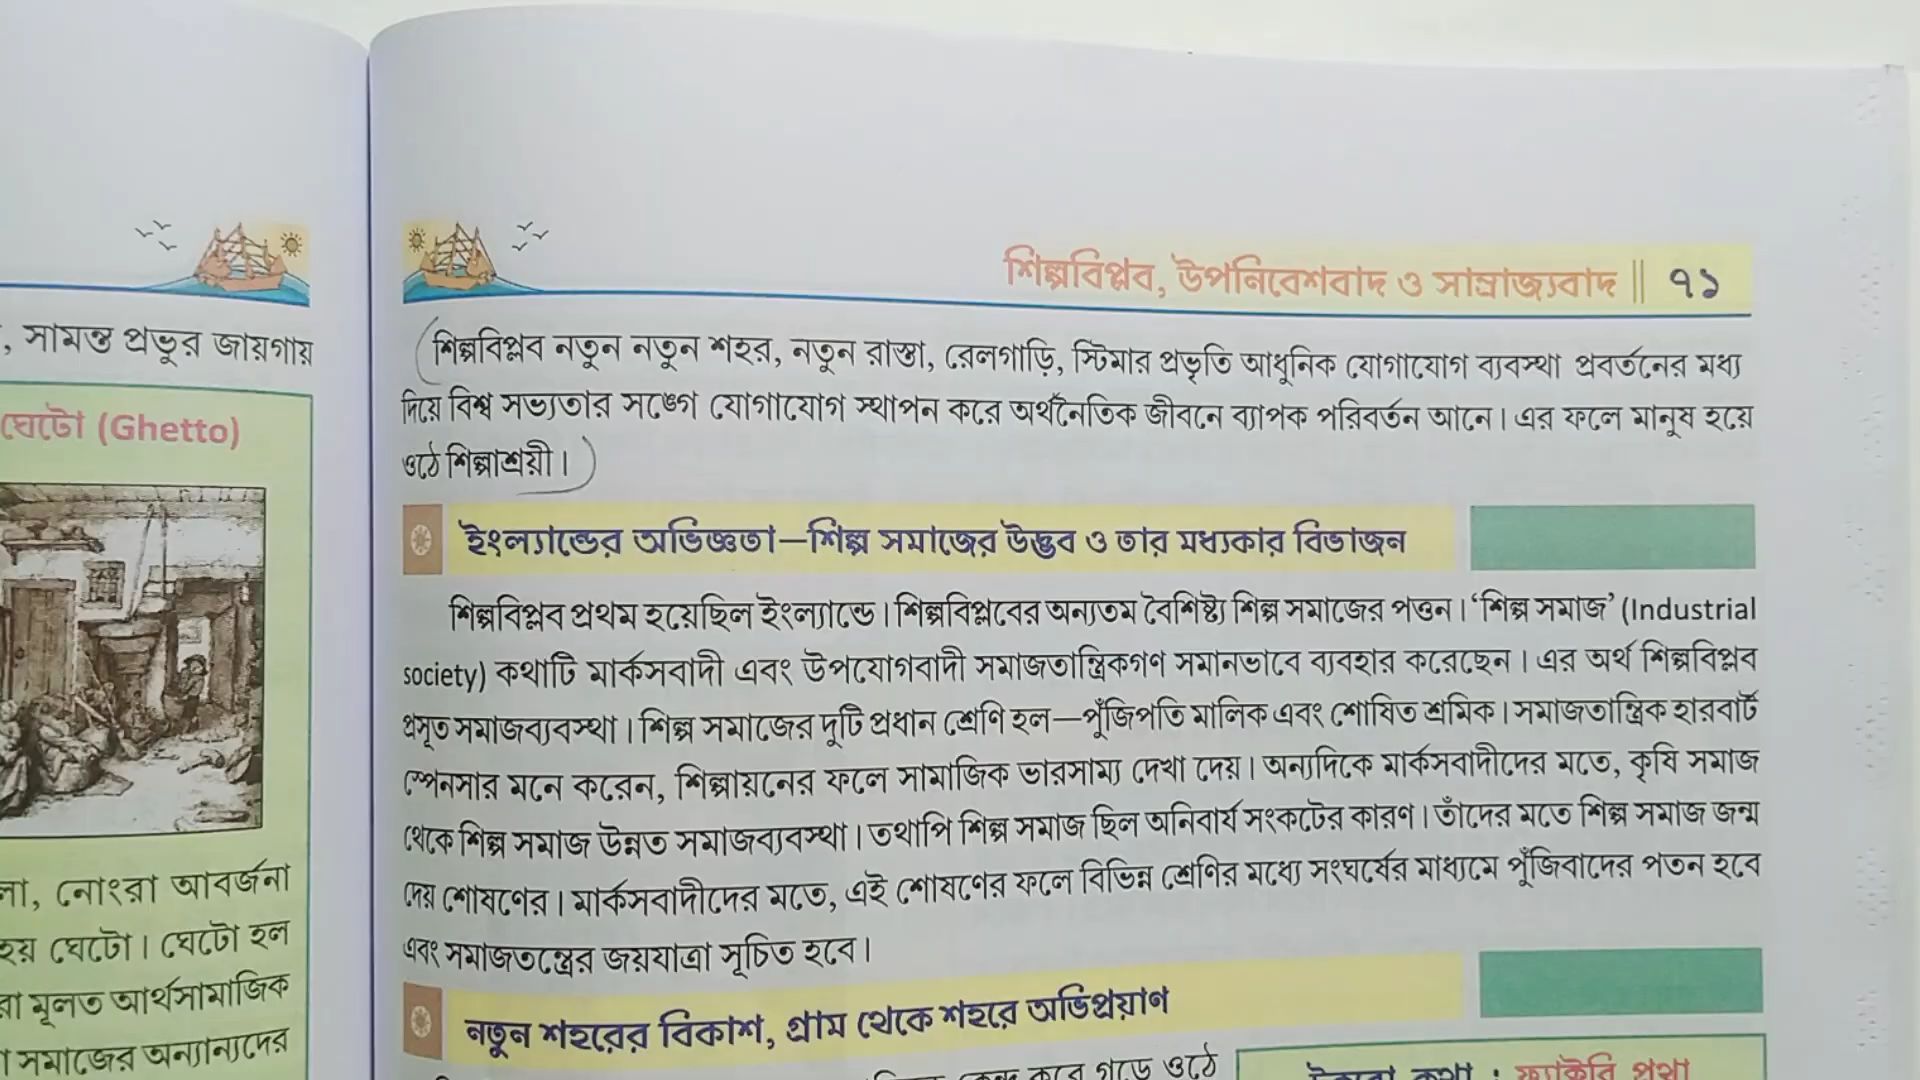 , সামন্ত প্রভুর জায়গায়
ঘেটো (Ghetto)
নোংরা আবর্জনা
হয় ঘেটো। ঘেটো হল
মূলত আর্থসামাজিক
সমাজের অন্যান্যদের
শিল্পবিপ্লব, উপনিবেশবাদ ও সাম্রাজ্যবাদ || ৭১
শিল্পবিপ্লব নতুন নতুন শহর, নতুন রাস্তা, রেলগাড়ি, স্টিমার প্রভৃতি আধুনিক যোগাযোগ ব্যবস্থা প্রবর্তনের মধ্য
দিয়ে বিশ্ব সভ্যতার সঙ্গে যোগাযোগ স্থাপন করে অর্থনৈতিক জীবনে ব্যাপক পরিবর্তন আনে। এর ফলে মানুষ হয়ে
ওঠে শিল্পাশ্রয়ী।
ইংল্যান্ডের অভিজ্ঞতা—শিল্প সমাজের উদ্ভব ও তার মধ্যকার বিভাজন
শিল্পবিপ্লব প্রথম হয়েছিল ইংল্যান্ডে। শিল্পবিপ্লবের অন্যতম বৈশিষ্ট্য শিল্প সমাজের পত্তন। ‘শিল্প সমাজ’ (Industrial
society) কথাটি মার্কসবাদী এবং উপযোগবাদী সমাজতান্ত্রিকগণ সমানভাবে ব্যবহার করেছেন। এর অর্থ শিল্পবিপ্লব
প্রসূত সমাজব্যবস্থা। শিল্প সমাজের দুটি প্রধান শ্রেণি হল—পুঁজিপতি মালিক এবং শোষিত শ্রমিক। সমাজতান্ত্রিক হারবার্ট
স্পেনসার মনে করেন, শিল্পায়নের ফলে সামাজিক ভারসাম্য দেখা দেয়। অন্যদিকে মার্কসবাদীদের মতে, কৃষি সমাজ
থেকে শিল্প সমাজ উন্নত সমাজব্যবস্থা। তথাপি শিল্প সমাজ ছিল অনিবার্য সংকটের কারণ। তাঁদের মতে শিল্প সমাজ জন্ম
দেয় শোষণের। মার্কসবাদীদের মতে, এই শোষণের ফলে বিভিন্ন শ্রেণির মধ্যে সংঘর্ষের মাধ্যমে পুঁজিবাদের পতন হবে
এবং সমাজতন্ত্রের জয়যাত্রা সূচিত হবে।
নতুন শহরের বিকাশ, গ্রাম থেকে শহরে অভিপ্রয়াণ
কেন্দ্র করে গড়ে ওঠে
টুকরো কথা : ফ্যাক্টরি প্রথা